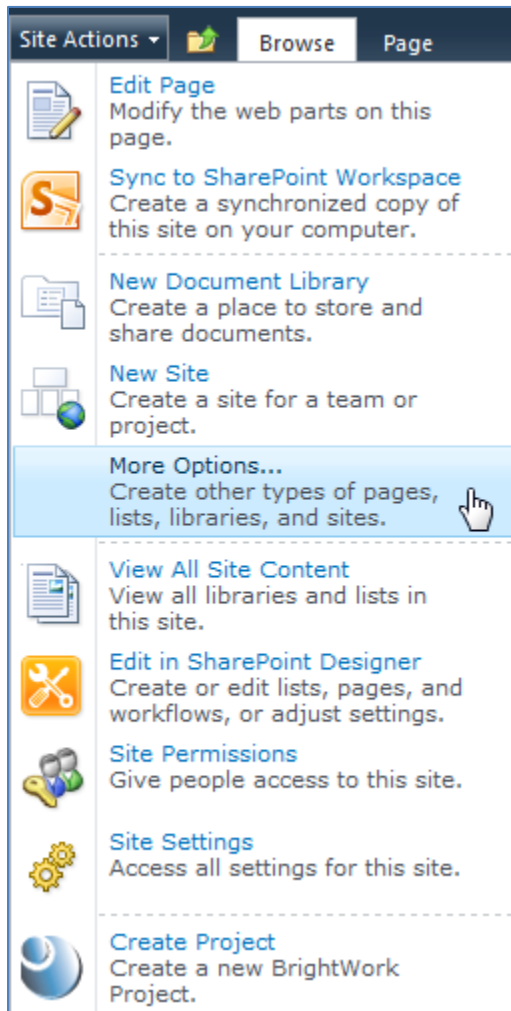 Site Actions Browse Page
Edit Page
Modify the web parts on this
page.
Sync to SharePoint Workspace
Create a synchronized copy of
this site on your computer.
New Document Library
Create a place to store and
share documents.
New Site
Create a site for a team or
project.
More Options...
Create other types of pages,
lists, libraries, and sites.
View All Site Content
View all libraries and lists in
this site.
Edit in SharePoint Designer
Create or edit lists, pages, and
workflows, or adjust settings.
Site Permissions
Give people access to this site.
Site Settings
Access all settings for this site.
Create Project
Create a new BrightWork
Project.